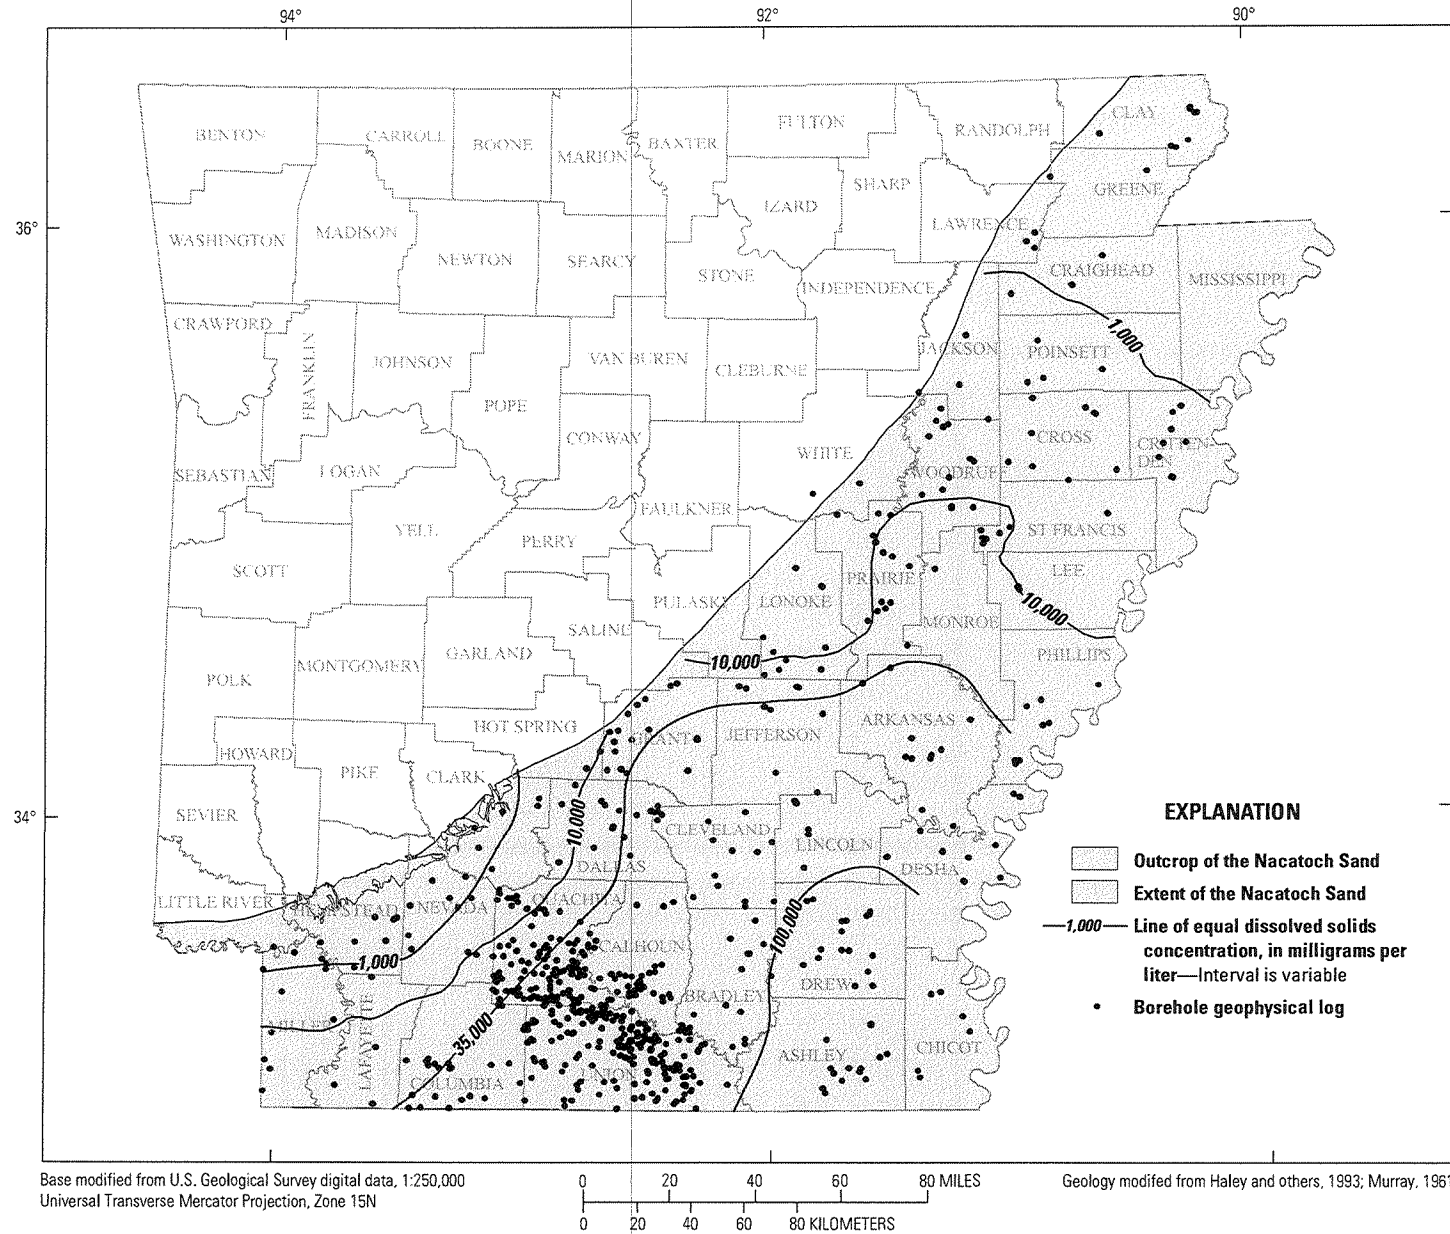 94° 92° 90°
CLAY
FULTON
RANDOLPH
BENTON
CARROLL
BOONE
BAXTER
MARION
SHARP
GREENE
IZARD
LAWRENCE
36°
MADISON
WASHINGTON
NEWTON
SEARCY
STONE
CRAIGHEAD
MISSISSIPPI
INDEPENDENCE
CRAWFORD
1,000
JACKSON
POINSETT
FRANKLIN
JOHNSON
VAN BUREN
CLEBURNE
POPE
CONWAY
CROSS
CRITTEN-
DEN
WHITE
SEBASTIAN
LOGAN
WOODRUFF
FAULKNER
YELL
ST FRANCIS
PERRY
SCOTT
LEE
PRAIRIE
PULASKI
LONOKE
10,000
MONROE
SALINE
GARLAND
10,000
PHILLIPS
MONTGOMERY
POLK
HOT SPRING
ARKANSAS
JEFFERSON
GRANT
HOWARD
PIKE
CLARK
34°
SEVIER
10,000
CLEVELAND
LINCOLN
DALLAS
DESHA
LITTLE RIVER
HEMPSTEAD
NEVADA
OUACHITA
100,000
CALHOUN
1,000
DREW
BRADLEY
MILLER
LAFAYETTE
35,000
ASHLEY
CHICOT
UNION
COLUMBIA
EXPLANATION
Outcrop of the Nacatoch Sand
Extent of the Nacatoch Sand
1,000 Line of equal dissolved solids
concentration, in milligrams per
liter—Interval is variable
Borehole geophysical log
Base modified from U.S. Geological Survey digital data, 1:250,000
Universal Transverse Mercator Projection, Zone 15N
0 20 40 60 80 MILES
0 20 40 60 80 KILOMETERS
Geology modifed from Haley and others, 1993; Murray, 1961